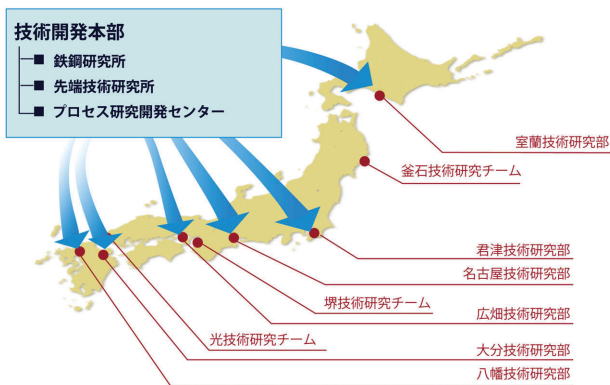 技術開発本部
■ 鉄鋼研究所
■ 先端技術研究所
■ プロセス研究開発センター
室蘭技術研究部
釜石技術研究チーム
君津技術研究部
名古屋技術研究部
堺技術研究チーム
広畑技術研究部
光技術研究チーム
大分技術研究部
八幡技術研究部